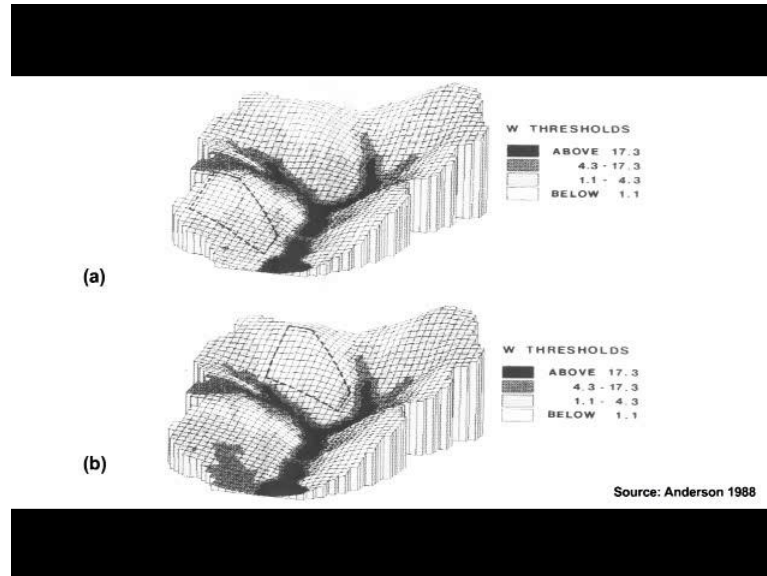 W THRESHOLDS
ABOVE 17.3
4.3 - 17.3
1.1 - 4.3
BELOW 1.1
(a)
W THRESHOLDS
ABOVE 17.3
4.3 - 17.3
1.1 - 4.3
BELOW 1.1
(b)
Source: Anderson 1988